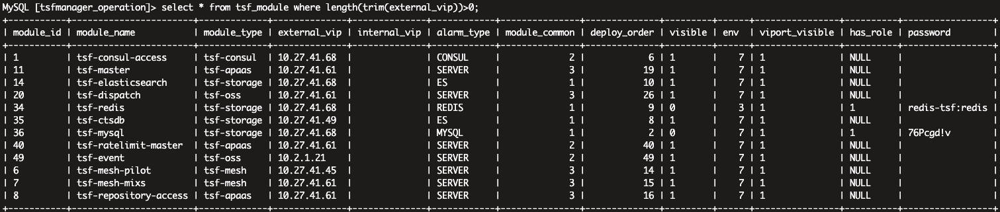 MySQL [tsfmanager_operation]> select * from tsf_module where length(trim(external_vip))>0;
+-----------+-----------------------+-------------+--------------+--------------+------------+---------------+--------------+---------+------+----------------+----------+-----------------+
| module_id | module_name | module_type | external_vip | internal_vip | alarm_type | module_common | deploy_order | visible | env | viport_visible | has_role | password |
+-----------+-----------------------+-------------+--------------+--------------+------------+---------------+--------------+---------+------+----------------+----------+-----------------+
| 1 | tsf-consul-access | tsf-consul | 10.27.41.68 | | CONSUL | 2 | 6 | 1 | 7 | 1 | NULL | |
| 11 | tsf-master | tsf-apaas | 10.27.41.61 | | SERVER | 3 | 19 | 1 | 7 | 1 | NULL | |
| 14 | tsf-elasticsearch | tsf-storage | 10.27.41.68 | | ES | 1 | 10 | 1 | 7 | 1 | NULL | |
| 20 | tsf-dispatch | tsf-oss | 10.27.41.61 | | SERVER | 3 | 26 | 1 | 7 | 1 | NULL | |
| 34 | tsf-redis | tsf-storage | 10.27.41.68 | | REDIS | 1 | 9 | 0 | 3 | 1 | 1 | redis-tsf:redis |
| 35 | tsf-ctsdb | tsf-storage | 10.27.41.49 | | ES | 1 | 8 | 1 | 7 | 1 | NULL | |
| 36 | tsf-mysql | tsf-storage | 10.27.41.68 | | MYSQL | 1 | 2 | 0 | 7 | 1 | 1 | 76Pcgd!v |
| 40 | tsf-ratelimit-master | tsf-apaas | 10.27.41.61 | | SERVER | 2 | 40 | 1 | 7 | 1 | NULL | |
| 49 | tsf-event | tsf-oss | 10.2.1.21 | | SERVER | 2 | 49 | 1 | 7 | 1 | NULL | |
| 6 | tsf-mesh-pilot | tsf-mesh | 10.27.41.45 | | SERVER | 3 | 14 | 1 | 7 | 1 | NULL | |
| 7 | tsf-mesh-mixs | tsf-mesh | 10.27.41.61 | | SERVER | 3 | 15 | 1 | 7 | 1 | NULL | |
| 8 | tsf-repository-access | tsf-apaas | 10.27.41.61 | | SERVER | 3 | 16 | 1 | 7 | 1 | NULL | |
+-----------+-----------------------+-------------+--------------+--------------+------------+---------------+--------------+---------+------+----------------+----------+-----------------+